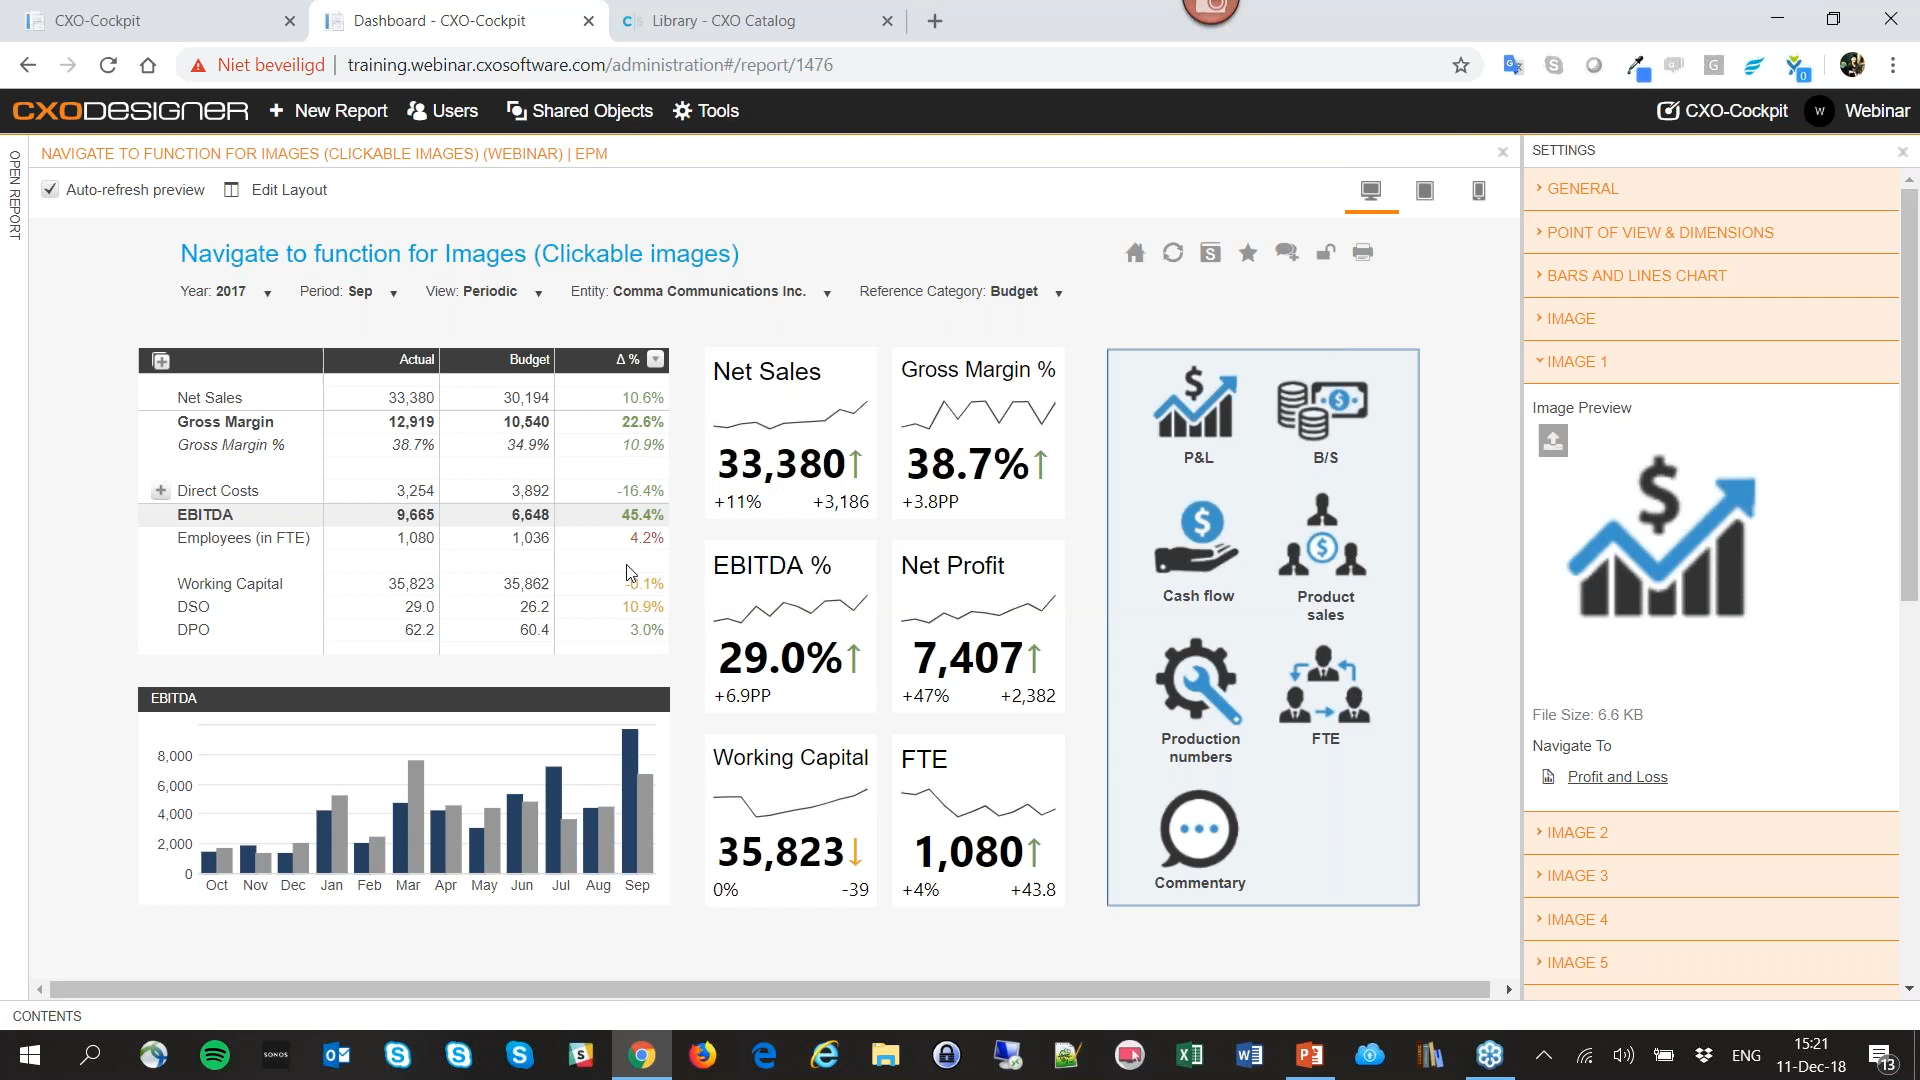 CXO-Cockpit
Dashboard - CXO-Cockpit
Library - CXO Catalog
Niet beveiligd | training.webinar.cxosoftware.com/administration#/report/1476
CXODESIGNER
New Report
Users
Shared Objects
Tools
CXO-Cockpit
W
Webinar
OPEN REPORT
NAVIGATE TO FUNCTION FOR IMAGES (CLICKABLE IMAGES) (WEBINAR) | EPM
Auto-refresh preview
Edit Layout
Navigate to function for Images (Clickable images)
Year: 2017 Period: Sep View: Periodic Entity: Comma Communications Inc. Reference Category: Budget
Actual Budget Δ %
Net Sales 33,380 30,194 10.6%
Gross Margin 12,919 10,540 22.6%
Gross Margin % 38.7% 34.9% 10.9%
Direct Costs 3,254 3,892 -16.4%
EBITDA 9,665 6,648 45.4%
Employees (in FTE) 1,080 1,036 4.2%
Working Capital 35,823 35,862 -0.1%
DSO 29.0 26.2 10.9%
DPO 62.2 60.4 3.0%
EBITDA
8,000
6,000
4,000
2,000
0
Oct Nov Dec Jan Feb Mar Apr May Jun Jul Aug Sep
Net Sales
33,380↑
+11% +3,186
Gross Margin %
38.7%↑
+3.8PP
EBITDA %
29.0%↑
+6.9PP
Net Profit
7,407↑
+47% +2,382
Working Capital
35,823↓
0% -39
FTE
1,080↑
+4% +43.8
P&L
B/S
Cash flow
Product
sales
Production
numbers
FTE
Commentary
SETTINGS
GENERAL
POINT OF VIEW & DIMENSIONS
BARS AND LINES CHART
IMAGE
IMAGE 1
Image Preview
File Size: 6.6 KB
Navigate To
Profit and Loss
IMAGE 2
IMAGE 3
IMAGE 4
IMAGE 5
CONTENTS
SONOS
ENG
15:21
11-Dec-18
13